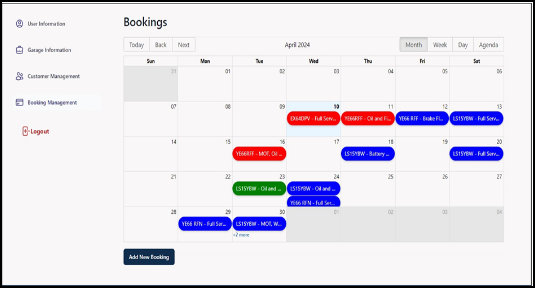 Bookings
User Information
Garage Information
Customer Management
Booking Management
Logout
Today Back Next April 2024 Month Week Day Agenda
Sun Mon Tue Wed Thu Fri Sat
31 01 02 03 04 05 06
07 08 09 10 11 12 13
EX64DPV - Full Serv... YE66RFF - Oil and Fi... YE66 RFF - Brake Fl... LS15YBW - Full Serv...
14 15 16 17 18 19 20
YE66RFF - MOT, Oil ... LS15YBW - Battery ... LS15YBW - Full Serv...
21 22 23 24 25 26 27
LS15YBW - Oil and ... LS15YBW - Oil and ...
YE66 RFN - Full Ser...
28 29 30 01 02 03 04
YE66 RFN - Full Ser... LS15YBW - MOT, W...
+2 more
Add New Booking